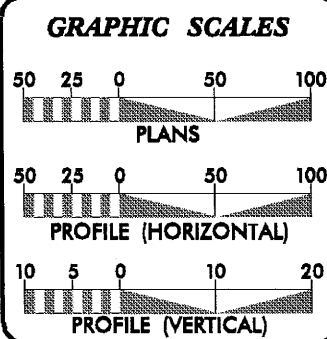 GRAPHIC SCALES
50 25 0 50 100
PLANS
50 25 0 50 100
PROFILE (HORIZONTAL)
10 5 0 10 20
PROFILE (VERTICAL)